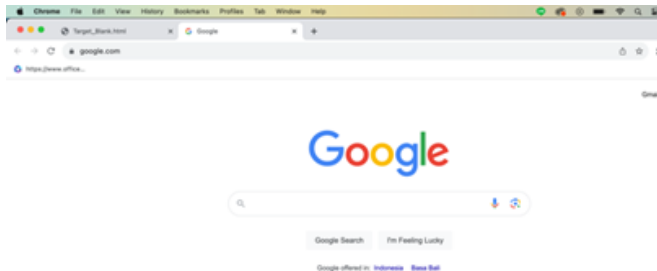 Chrome File Edit View History Bookmarks Profiles Tab Window Help
Target_Blank.html Google
google.com
https://www.office...
Gmai
Google
Google Search I'm Feeling Lucky
Google offered in: Indonesia Basa Bali